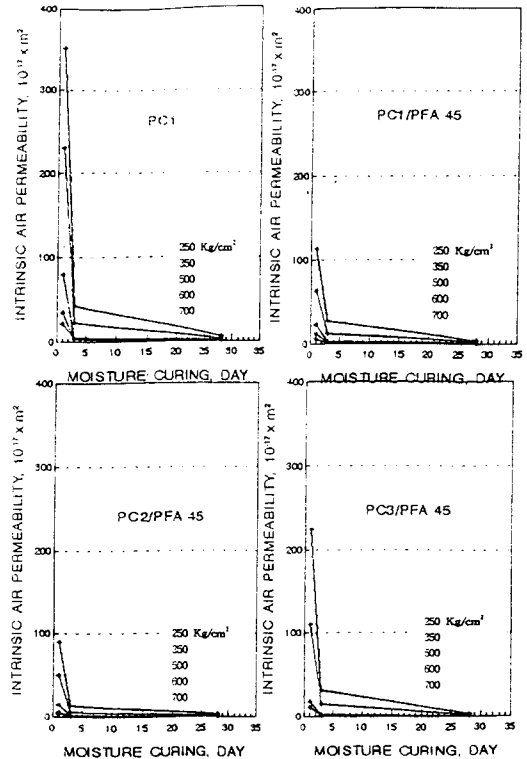 INTRINSIC AIR PERMEABILITY, 10⁻¹⁷ x m²
400
300
200
100
0
PC1
250 Kg/cm²
350
500
600
700
0 5 10 15 20 25 30 35
MOISTURE CURING, DAY
INTRINSIC AIR PERMEABILITY, 10⁻¹⁷ x m²
400
300
200
100
0
PC1/PFA 45
250 Kg/cm²
350
500
600
700
0 5 10 15 20 25 30 35
MOISTURE CURING, DAY
INTRINSIC AIR PERMEABILITY, 10⁻¹⁷ x m²
400
300
200
100
0
PC2/PFA 45
250 Kg/cm²
350
500
600
700
0 5 10 15 20 25 30 35
MOISTURE CURING, DAY
INTRINSIC AIR PERMEABILITY, 10⁻¹⁷ x m²
400
300
200
100
0
PC3/PFA 45
250 Kg/cm²
350
500
600
700
0 5 10 15 20 25 30 35
MOISTURE CURING, DAY